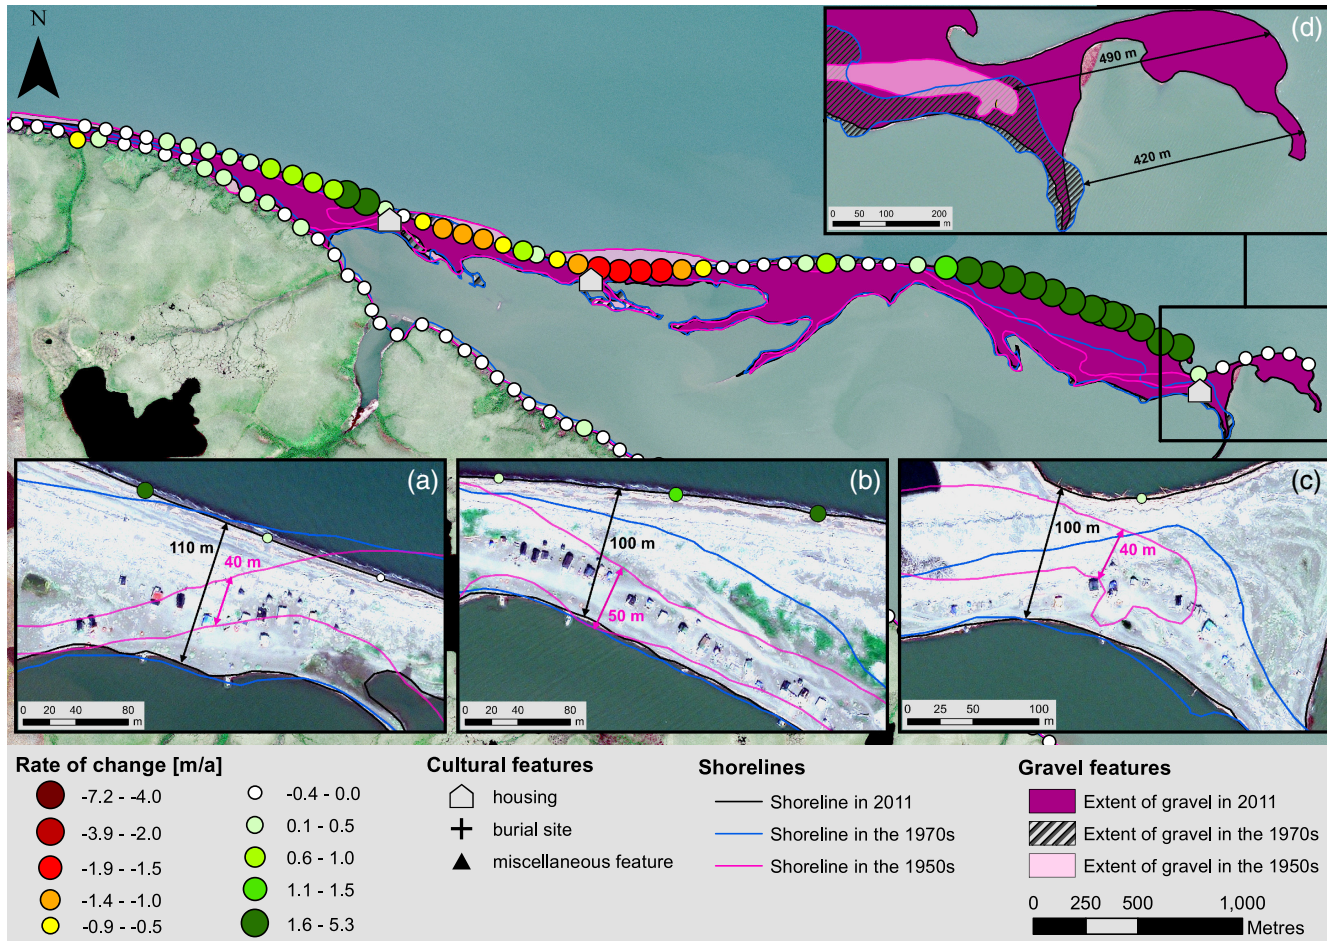 N
(d)
490 m
420 m
0 50 100 200
m
(a)
110 m
40 m
0 20 40 80
m
(b)
100 m
50 m
0 20 40 80
m
(c)
100 m
40 m
0 25 50 100
m
Rate of change [m/a]
-7.2 - -4.0
-3.9 - -2.0
-1.9 - -1.5
-1.4 - -1.0
-0.9 - -0.5
-0.4 - 0.0
0.1 - 0.5
0.6 - 1.0
1.1 - 1.5
1.6 - 5.3
Cultural features
housing
burial site
miscellaneous feature
Shorelines
Shoreline in 2011
Shoreline in the 1970s
Shoreline in the 1950s
Gravel features
Extent of gravel in 2011
Extent of gravel in the 1970s
Extent of gravel in the 1950s
0 250 500 1,000
Metres